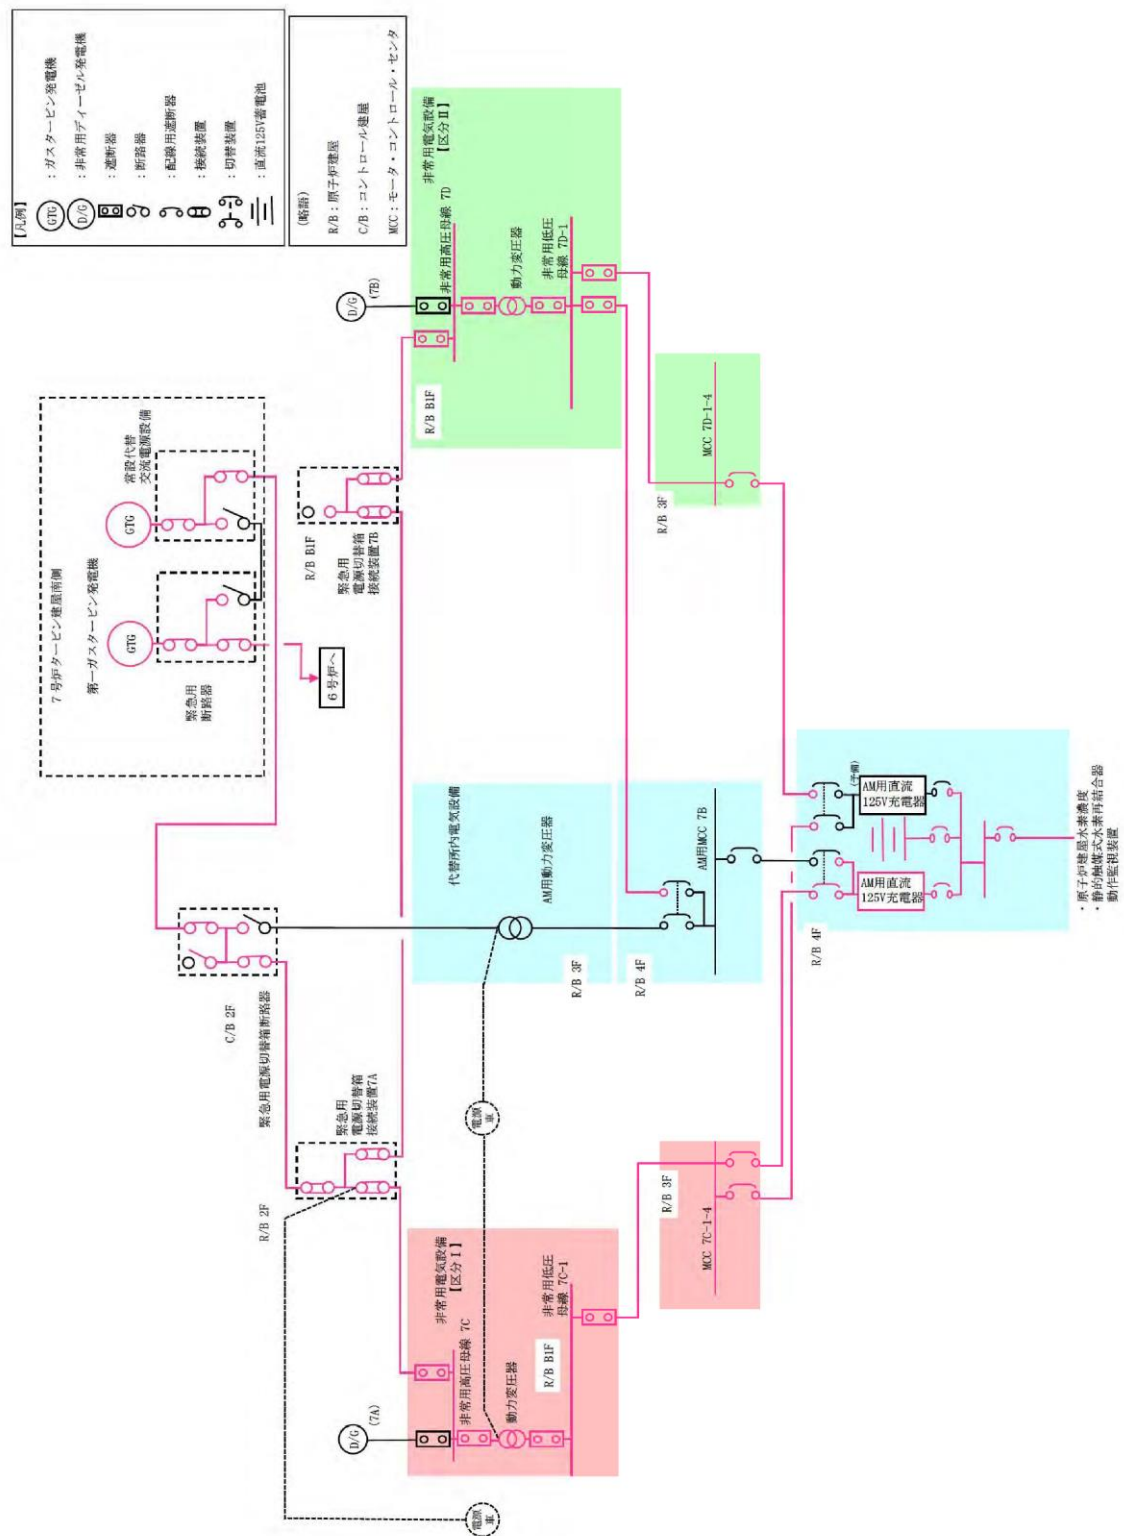 【凡例】
GTG
：ガスタービン発電機
D/G
：非常用ディーゼル発電機
：遮断器
：断路器
：配線用遮断器
：接続装置
：切替装置
：直流125V蓄電池
(略語)
R/B：原子炉建屋
C/B：コントロール建屋
MCC：モータ・コントロール・センタ
7号炉タービン建屋南側
第一ガスタービン発電機
常設代替
交流電源設備
GTG
GTG
緊急用
断路器
6号炉へ
C/B 2F
緊急用電源切替箱断路器
R/B B1F
緊急用
電源切替箱
接続装置7B
R/B 2F
緊急用
電源切替箱
接続装置7A
D/G
(7B)
非常用電気設備
【区分Ⅱ】
非常用高圧母線 7D
動力変圧器
非常用低圧
母線 7D-1
R/B B1F
MCC 7D-1-4
R/B 3F
代替所内電気設備
AM用動力変圧器
R/B 3F
AM用MCC 7B
R/B 4F
電源
車
電源
車
D/G
(7A)
非常用電気設備
【区分Ⅰ】
非常用高圧母線 7C
動力変圧器
非常用低圧
母線 7C-1
R/B B1F
R/B 3F
MCC 7C-1-4
R/B 4F
(予備)
AM用直流
125V充電器
AM用直流
125V充電器
・原子炉建屋水素濃度
・静的触媒式水素再結合器
動作監視装置